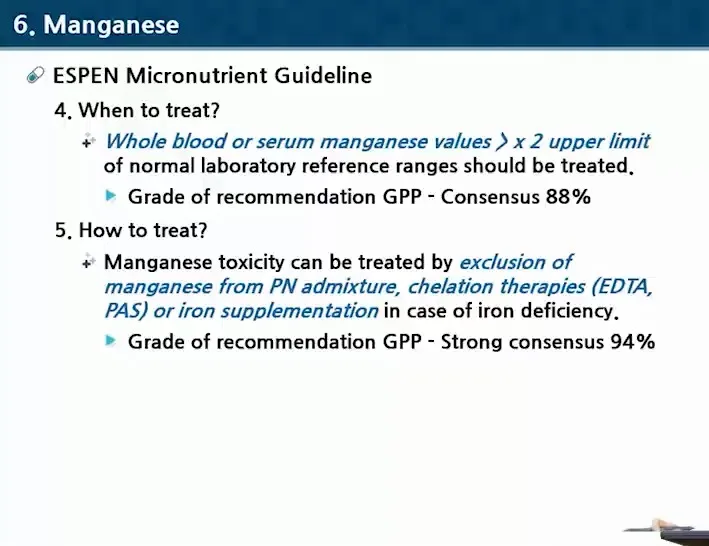 6. Manganese
ESPEN Micronutrient Guideline
4. When to treat?
Whole blood or serum manganese values > x 2 upper limit
of normal laboratory reference ranges should be treated.
Grade of recommendation GPP - Consensus 88%
5. How to treat?
Manganese toxicity can be treated by exclusion of
manganese from PN admixture, chelation therapies (EDTA,
PAS) or iron supplementation in case of iron deficiency.
Grade of recommendation GPP - Strong consensus 94%